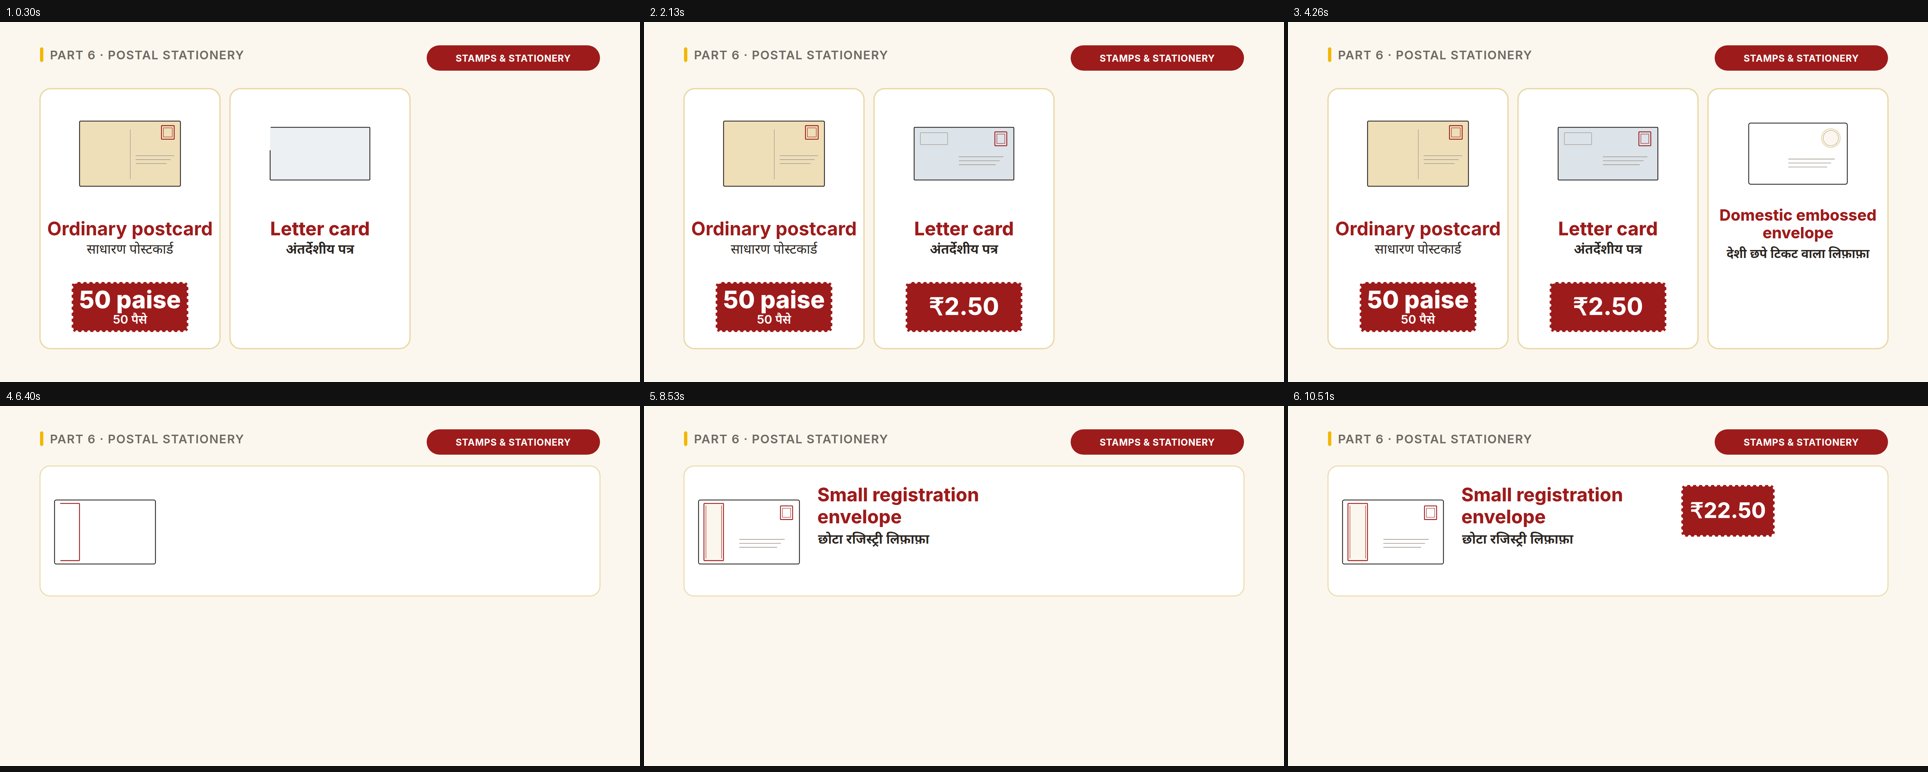 1. 0.30s
PART 6 · POSTAL STATIONERY
STAMPS & STATIONERY
Ordinary postcard
साधारण पोस्टकार्ड
50 paise
50 पैसे
Letter card
अंतर्देशीय पत्र
2. 2.13s
PART 6 · POSTAL STATIONERY
STAMPS & STATIONERY
Ordinary postcard
साधारण पोस्टकार्ड
50 paise
50 पैसे
Letter card
अंतर्देशीय पत्र
₹2.50
3. 4.26s
PART 6 · POSTAL STATIONERY
STAMPS & STATIONERY
Ordinary postcard
साधारण पोस्टकार्ड
50 paise
50 पैसे
Letter card
अंतर्देशीय पत्र
₹2.50
Domestic embossed
envelope
देशी छपे टिकट वाला लिफ़ाफ़ा
4. 6.40s
PART 6 · POSTAL STATIONERY
STAMPS & STATIONERY
5. 8.53s
PART 6 · POSTAL STATIONERY
STAMPS & STATIONERY
Small registration
envelope
छोटा रजिस्ट्री लिफ़ाफ़ा
6. 10.51s
PART 6 · POSTAL STATIONERY
STAMPS & STATIONERY
Small registration
envelope
छोटा रजिस्ट्री लिफ़ाफ़ा
₹22.50